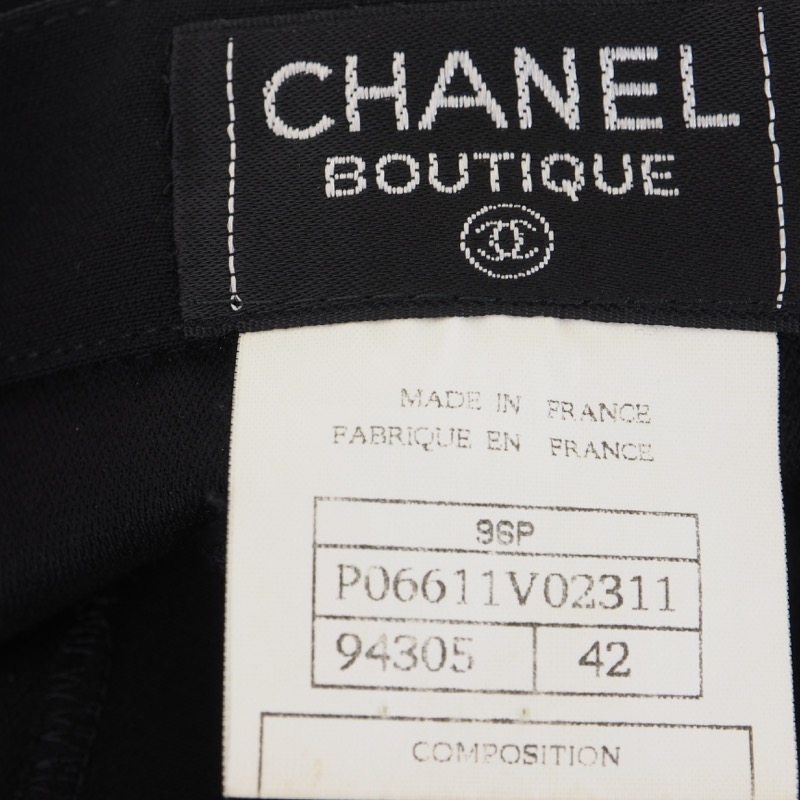 CHANEL
BOUTIQUE
MADE IN FRANCE
FABRIQUE EN FRANCE
96P
P06611V02311
94305 42
COMPOSITION